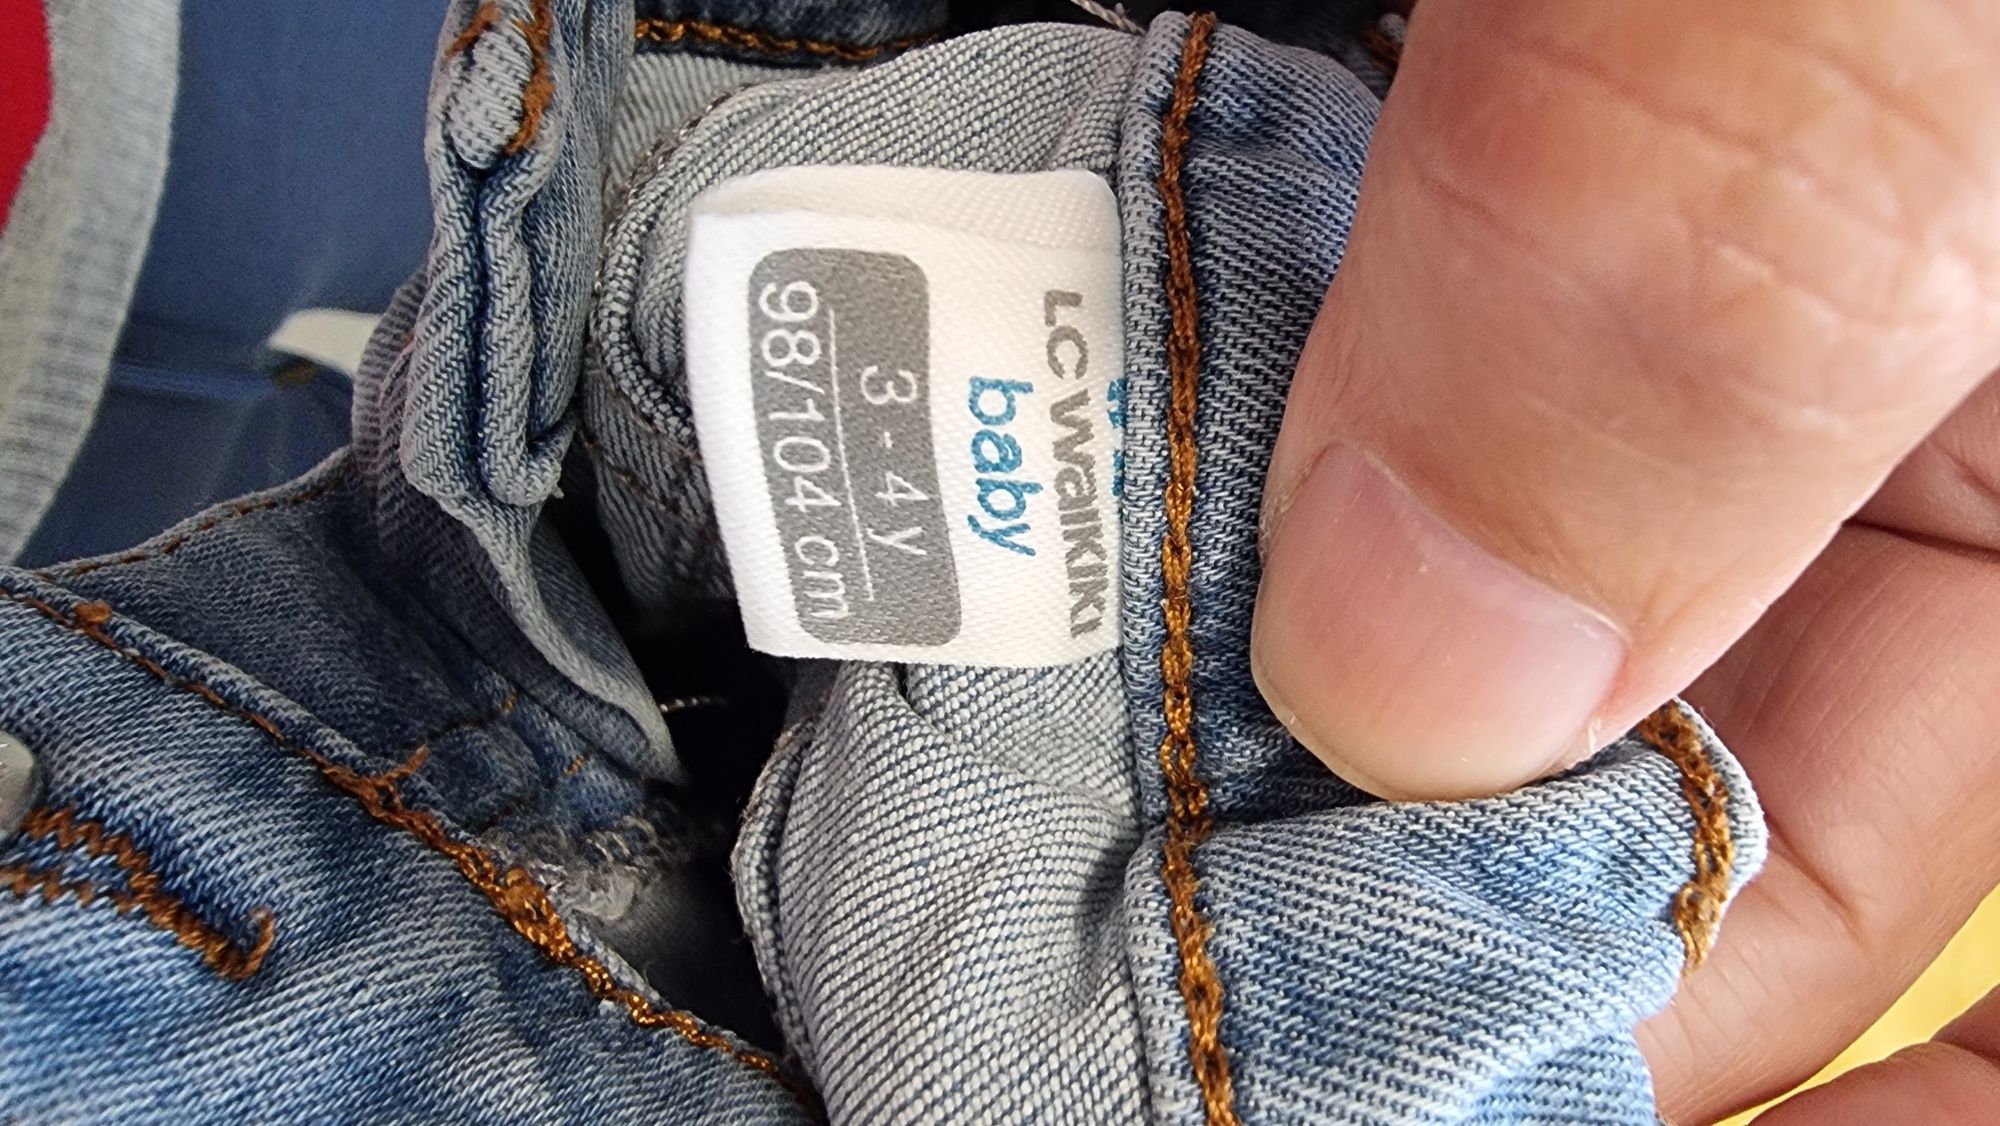 LC WAIKIKI
baby
3 - 4 y
98/104 cm